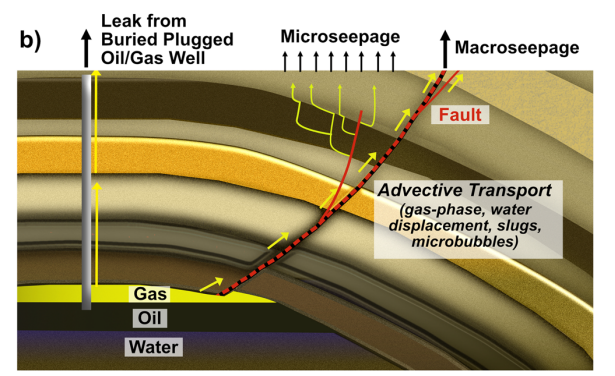 b)
Leak from
Buried Plugged
Oil/Gas Well
Microseepage
Macroseepage
Fault
Advective Transport
(gas-phase, water
displacement, slugs,
microbubbles)
Gas
Oil
Water